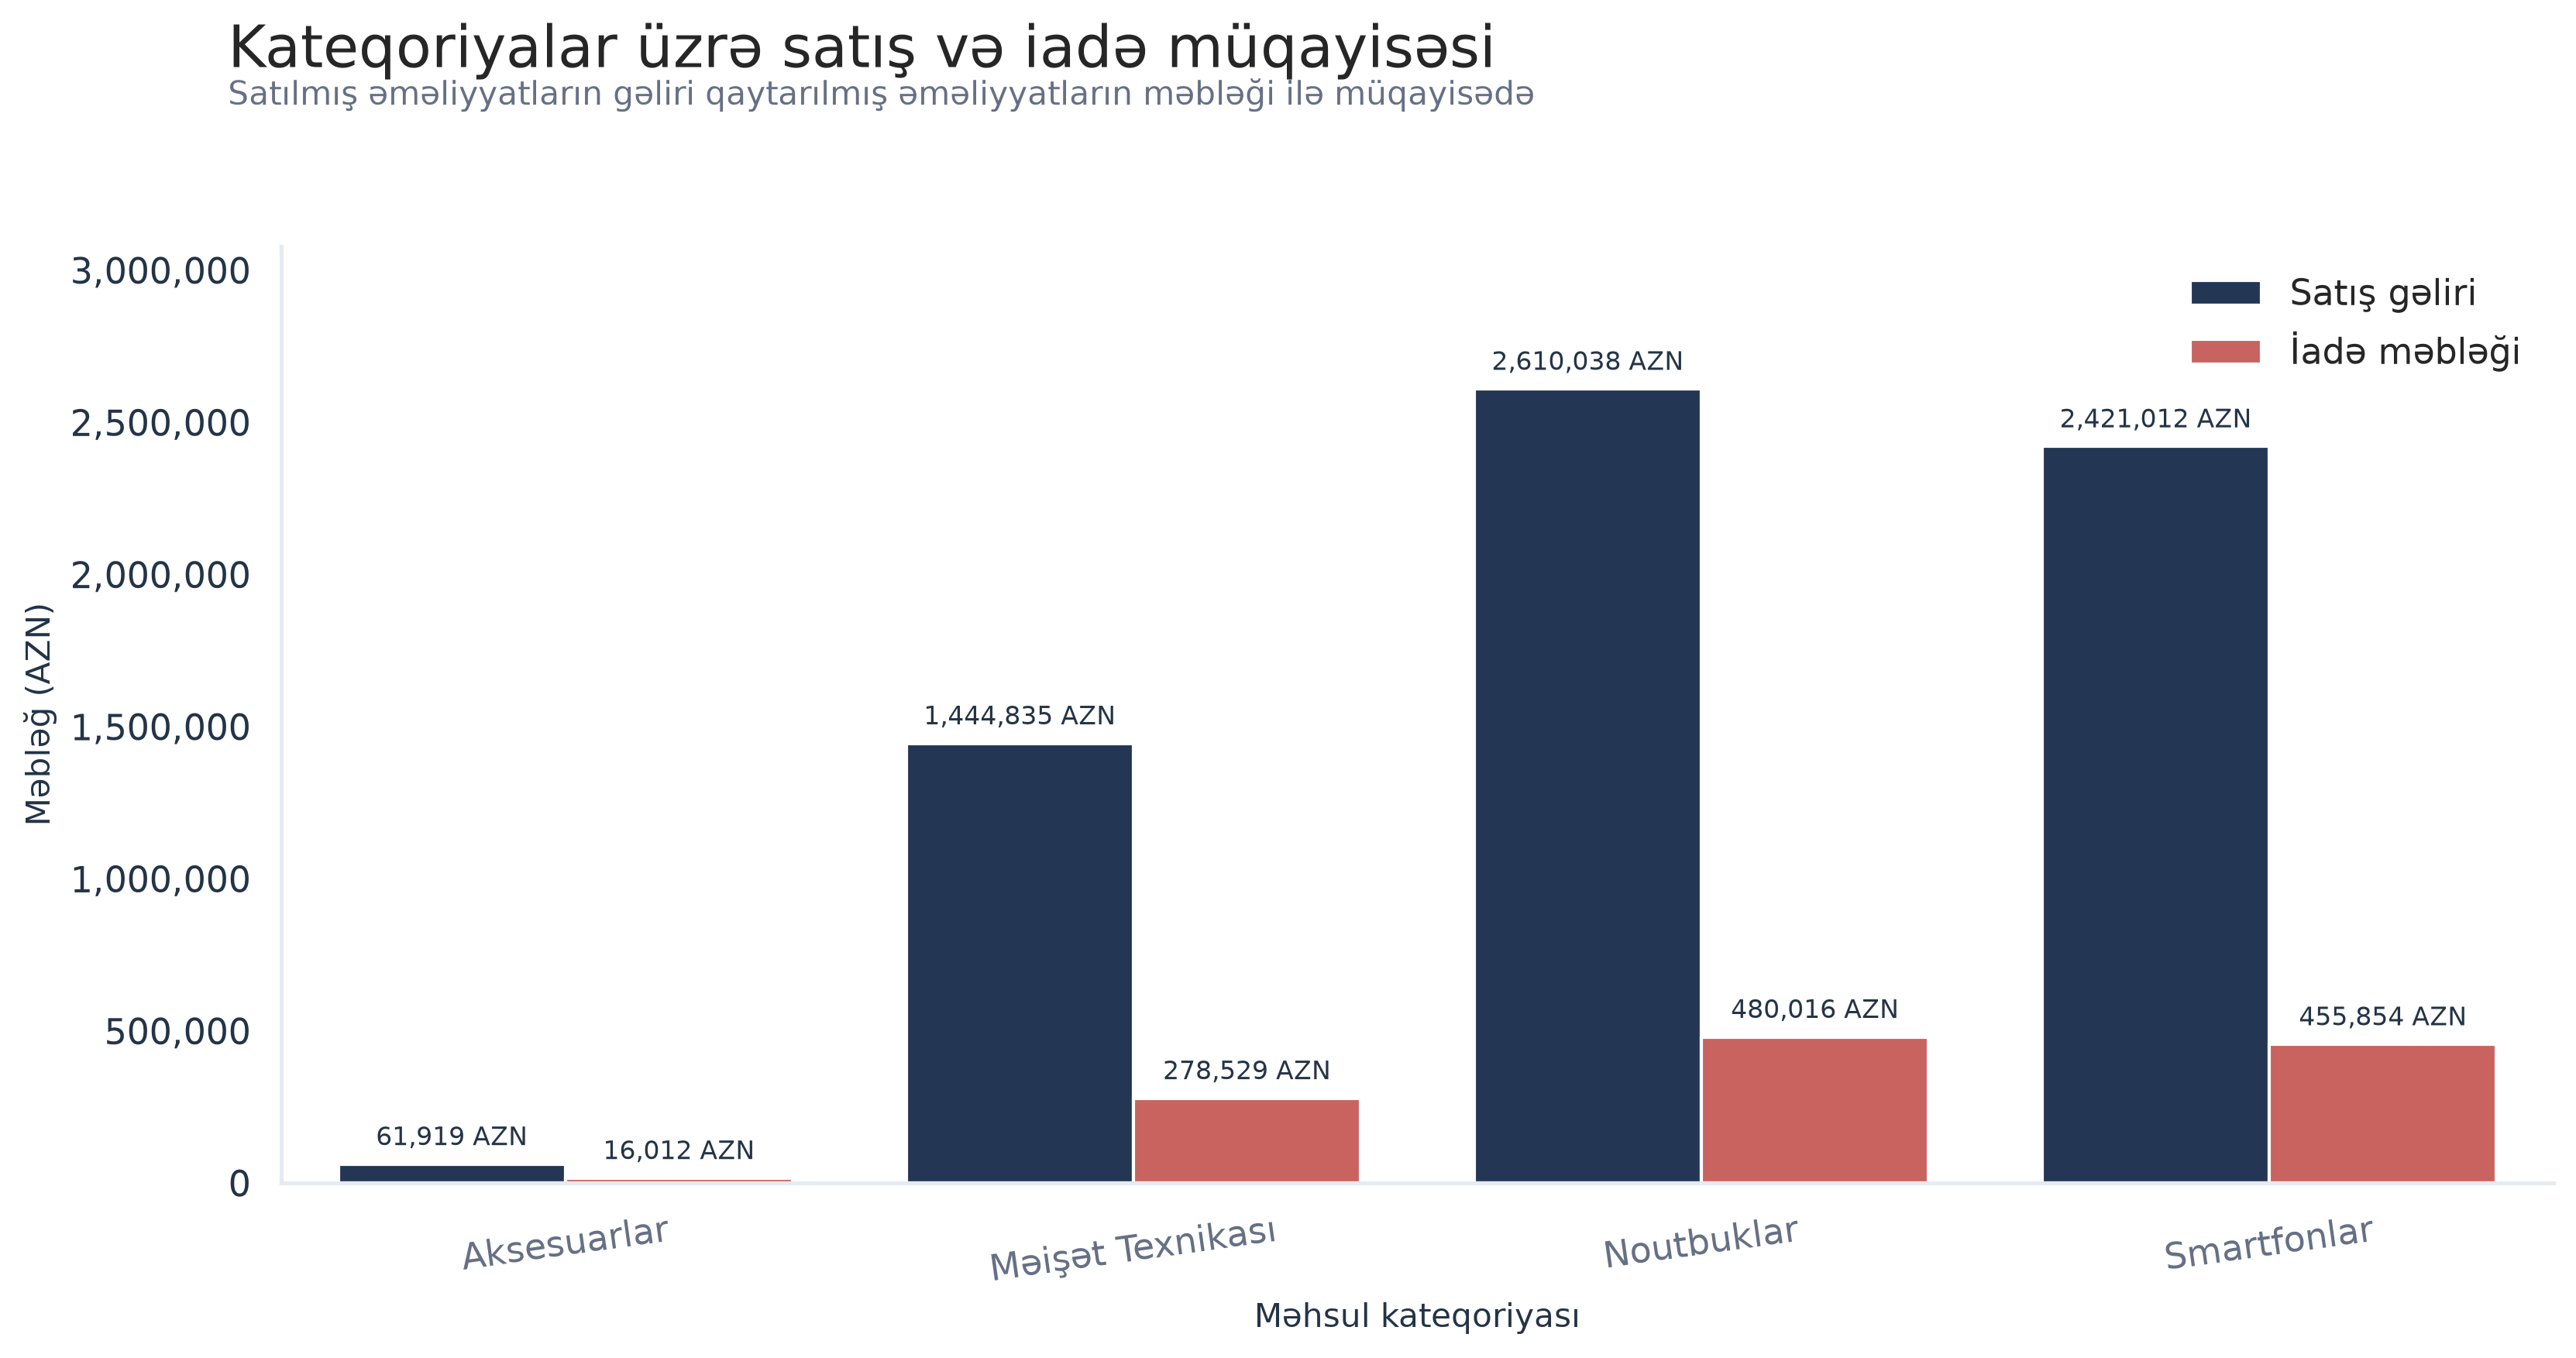 Kateqoriyalar üzrə satış və iadə müqayisəsi
Satılmış əməliyyatların gəliri qaytarılmış əməliyyatların məbləği ilə müqayisədə
Satış gəliri
İadə məbləği
Məbləğ (AZN)
3,000,000
2,500,000
2,000,000
1,500,000
1,000,000
500,000
0
61,919 AZN
16,012 AZN
1,444,835 AZN
278,529 AZN
2,610,038 AZN
480,016 AZN
2,421,012 AZN
455,854 AZN
Aksesuarlar
Məişət Texnikası
Noutbuklar
Smartfonlar
Məhsul kateqoriyası